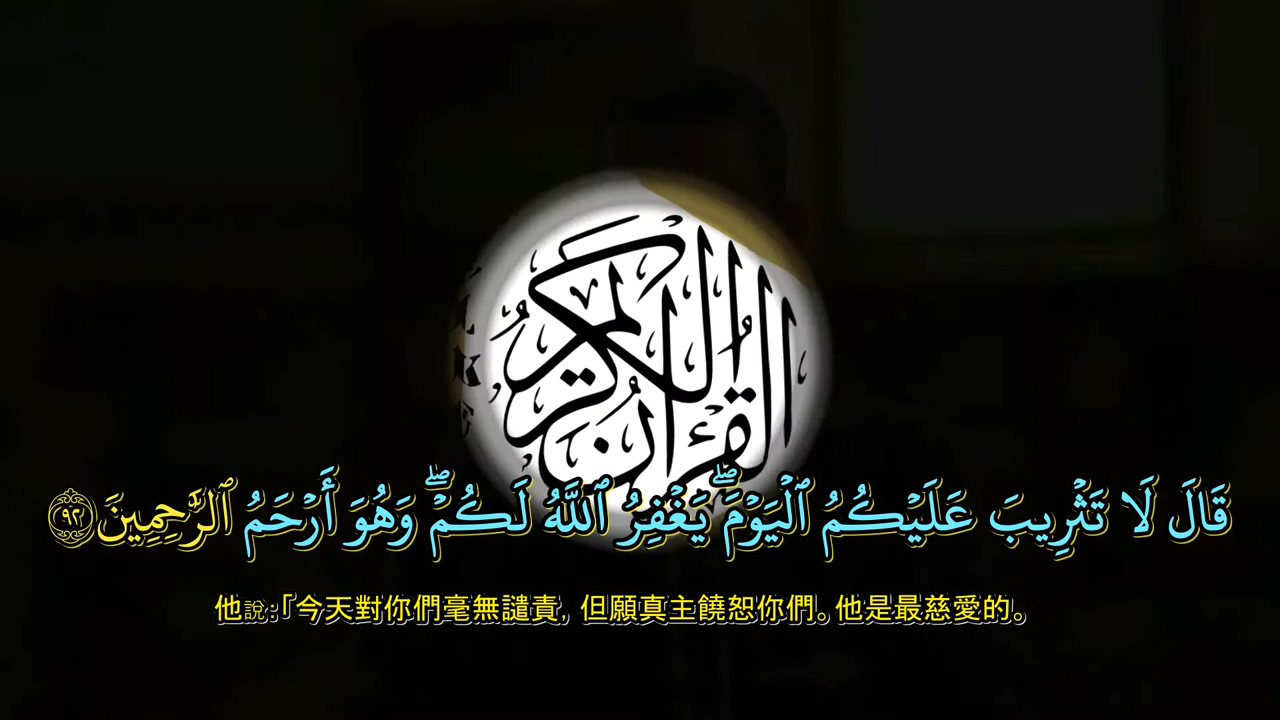 القرآن الكريم
قَالَ لَا تَثْرِيبَ عَلَيْكُمُ ٱلْيَوْمَ ۖ يَغْفِرُ ٱللَّهُ لَكُمْ ۖ وَهُوَ أَرْحَمُ ٱلرَّٰحِمِينَ ٩٢
他說:「今天對你們毫無譴責, 但願真主饒恕你們。他是最慈愛的。